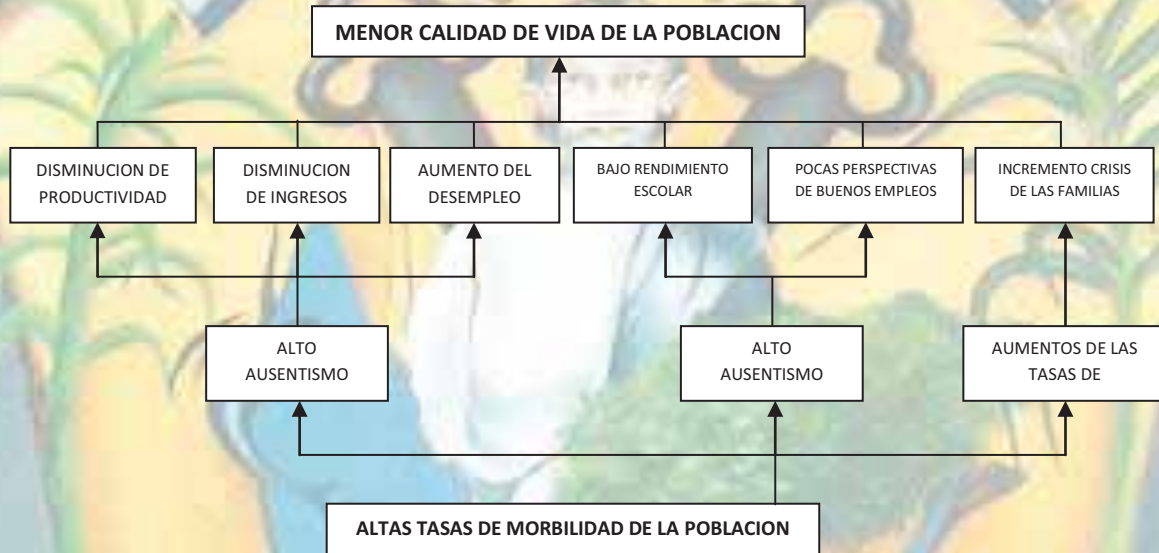 MENOR CALIDAD DE VIDA DE LA POBLACION
DISMINUCION DE
PRODUCTIVIDAD
DISMINUCION
DE INGRESOS
AUMENTO DEL
DESEMPLEO
BAJO RENDIMIENTO
ESCOLAR
POCAS PERSPECTIVAS
DE BUENOS EMPLEOS
INCREMENTO CRISIS
DE LAS FAMILIAS
ALTO
AUSENTISMO
ALTO
AUSENTISMO
AUMENTOS DE LAS
TASAS DE
ALTAS TASAS DE MORBILIDAD DE LA POBLACION